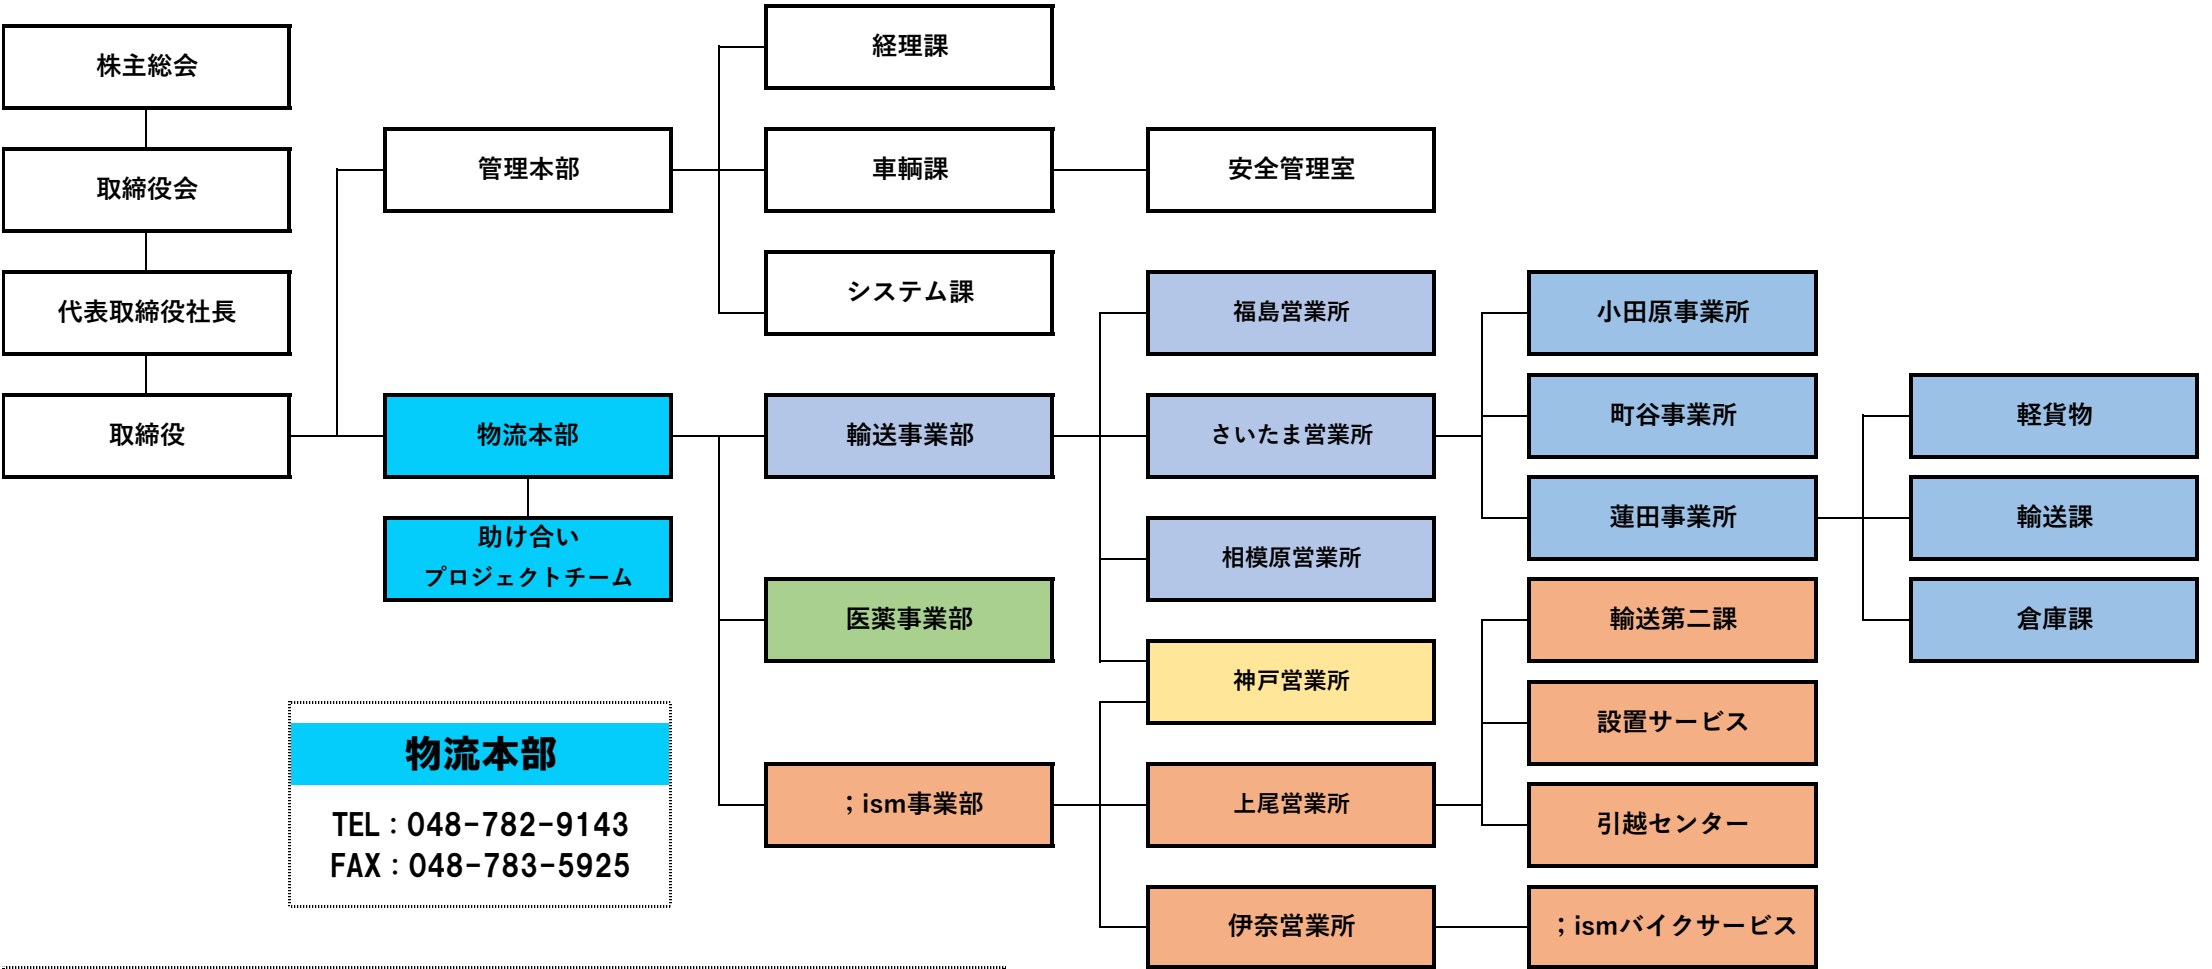 株主総会
取締役会
代表取締役社長
取締役
管理本部
経理課
車輌課
システム課
安全管理室
物流本部
助け合い
プロジェクトチーム
輸送事業部
医薬事業部
；ism事業部
福島営業所
さいたま営業所
相模原営業所
神戸営業所
上尾営業所
伊奈営業所
小田原事業所
町谷事業所
蓮田事業所
輸送第二課
設置サービス
引越センター
；ismバイクサービス
軽貨物
輸送課
倉庫課
物流本部
TEL：048-782-9143
FAX：048-783-5925